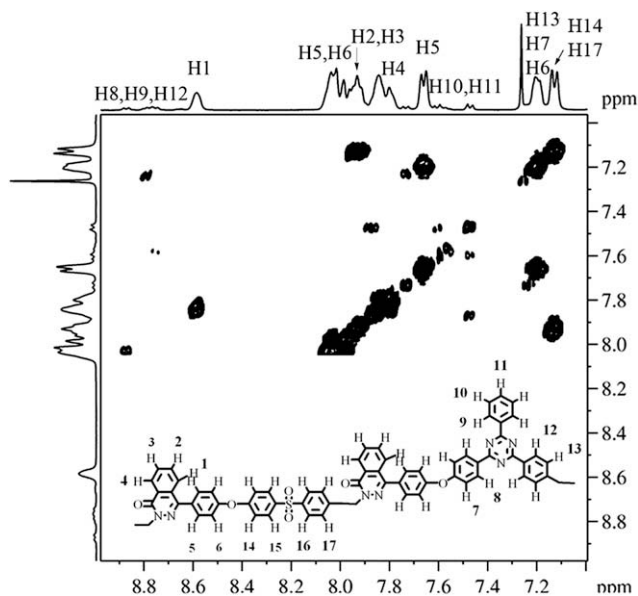 H13
H14
H2,H3
H7
H17
H5,H6
H5
H1
H4
H6
H8,H9,H12
H10,H11
ppm
ppm
7.2
7.4
7.6
7.8
8.0
8.2
8.4
8.6
8.8
11
H
10 H H
9 H H 12
H H 13
3 2
H H
1
4 H H
H H
O N N
O
S
O
O
H H
5 6
H H
14 15
H H
16 17
H H
H H
O N N
H H
O
H H
7 8
N N
N
H H
8.8 8.6 8.4 8.2 8.0 7.8 7.6 7.4 7.2
ppm